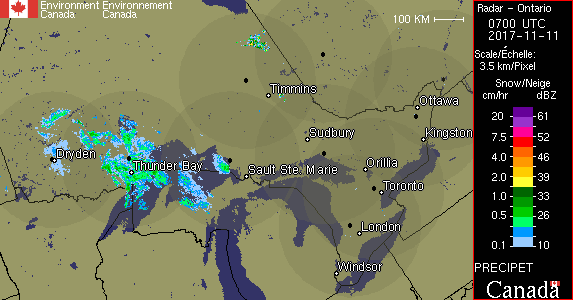 Environment Environnement
Canada Canada
100 KM
Timmins
Ottawa
Sudbury
Kingston
Dryden
Thunder Bay
Sault Ste. Marie
Orillia
Toronto
London
Windsor
Radar - Ontario
0700 UTC
2017-11-11
Scale/Échelle:
3.5 km/Pixel
Snow/Neige
cm/hr dBZ
20 61
7.5 52
4.0 46
2.0 39
1.0 33
0.5 26
0.1 10
PRECIPET
Canada